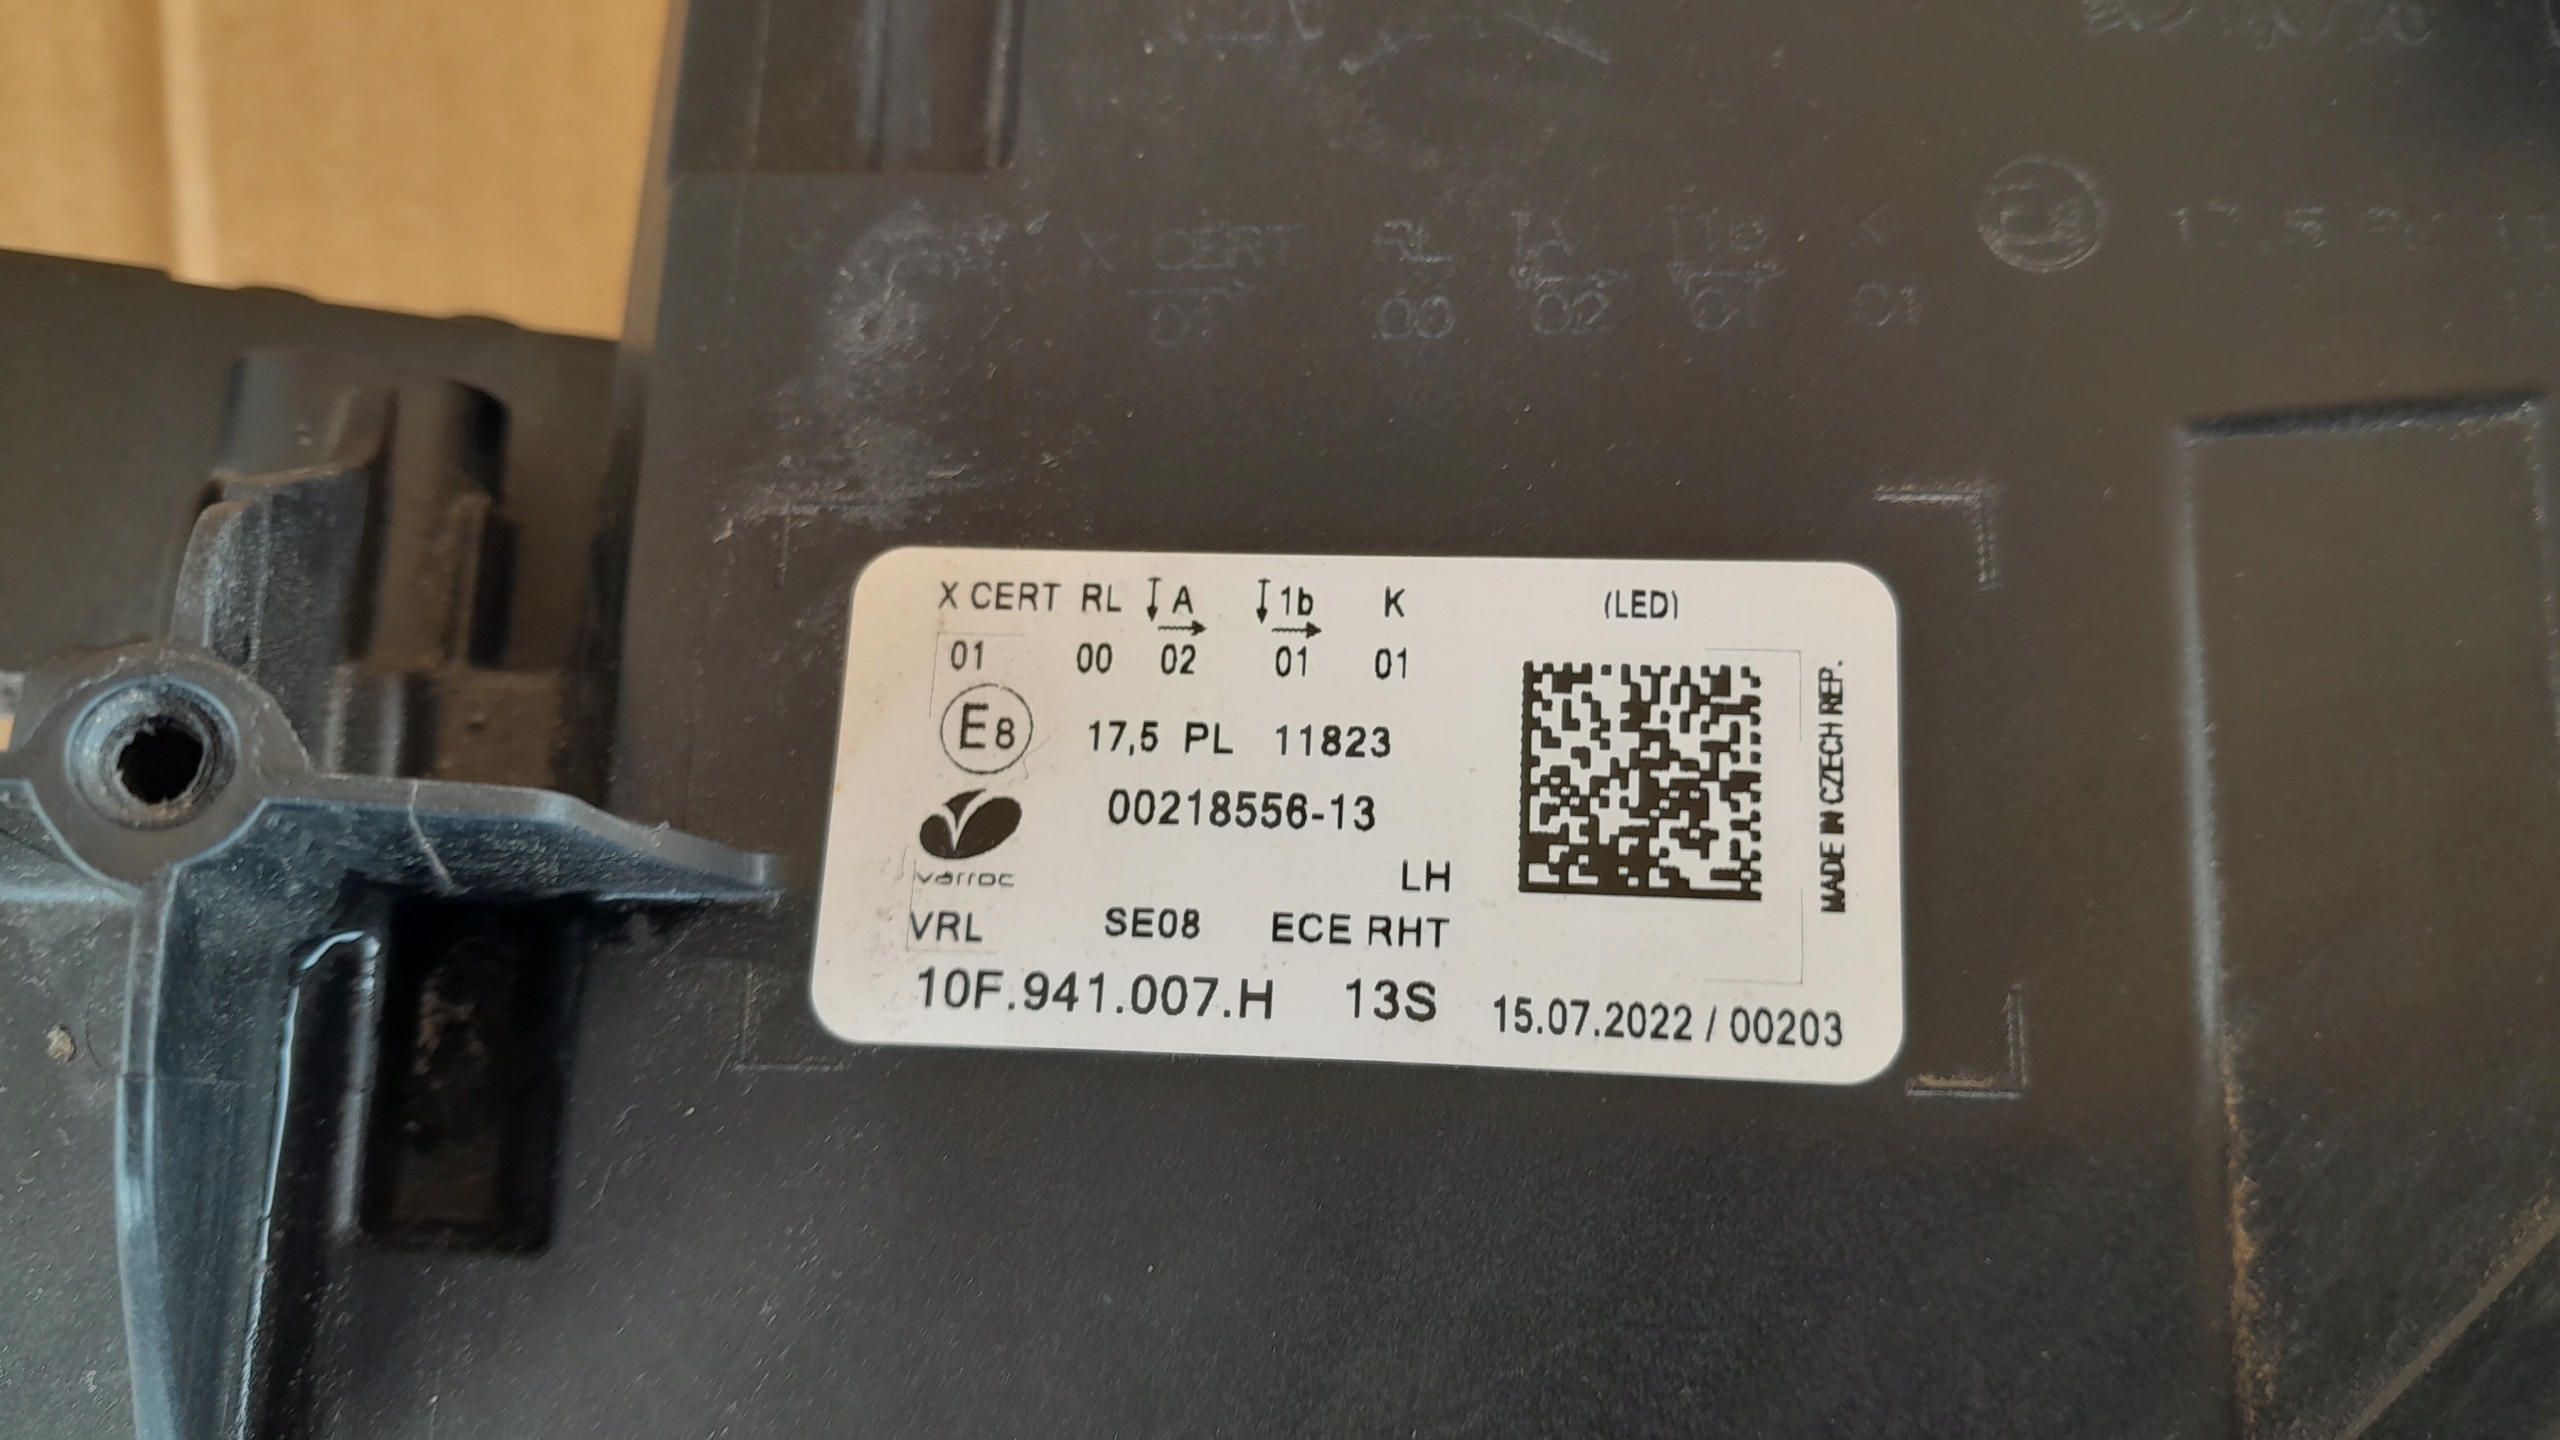 X CERT RL A 1b K (LED)
01 00 02 01 01
E8 17,5 PL 11823
00218556-13
varroc
LH
VRL SE08 ECE RHT
10F.941.007.H 13S 15.07.2022 / 00203
MADE IN CZECH REP.
X CERT RL A 1b
01 00 02 01 01